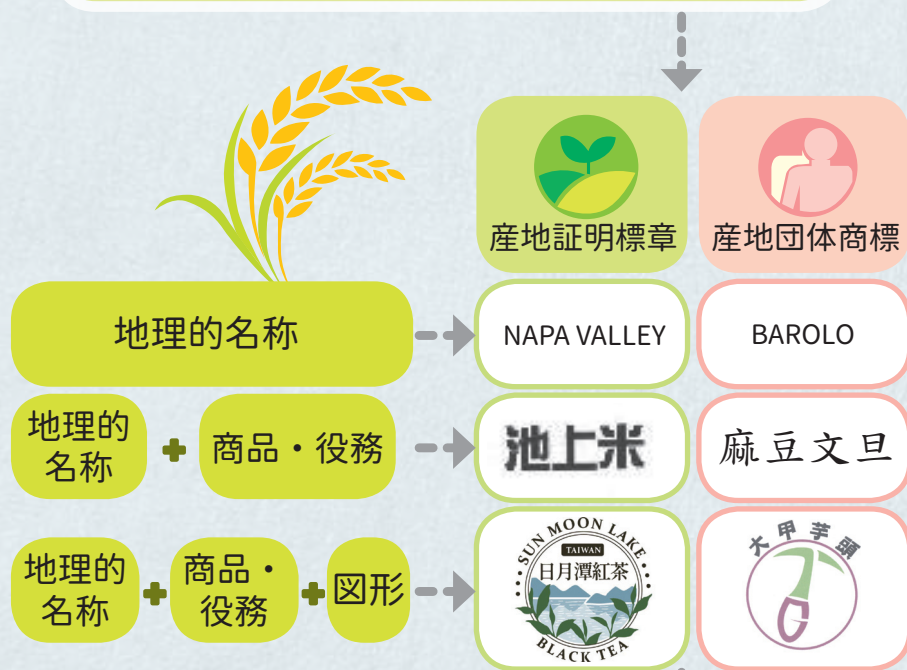 産地証明標章
産地団体商標
地理的名称
NAPA VALLEY
BAROLO
地理的
名称
商品・役務
池上米
麻豆文旦
地理的
名称
商品・
役務
図形
SUN MOON LAKE
TAIWAN
日月潭紅茶
BLACK TEA
大甲芋頭